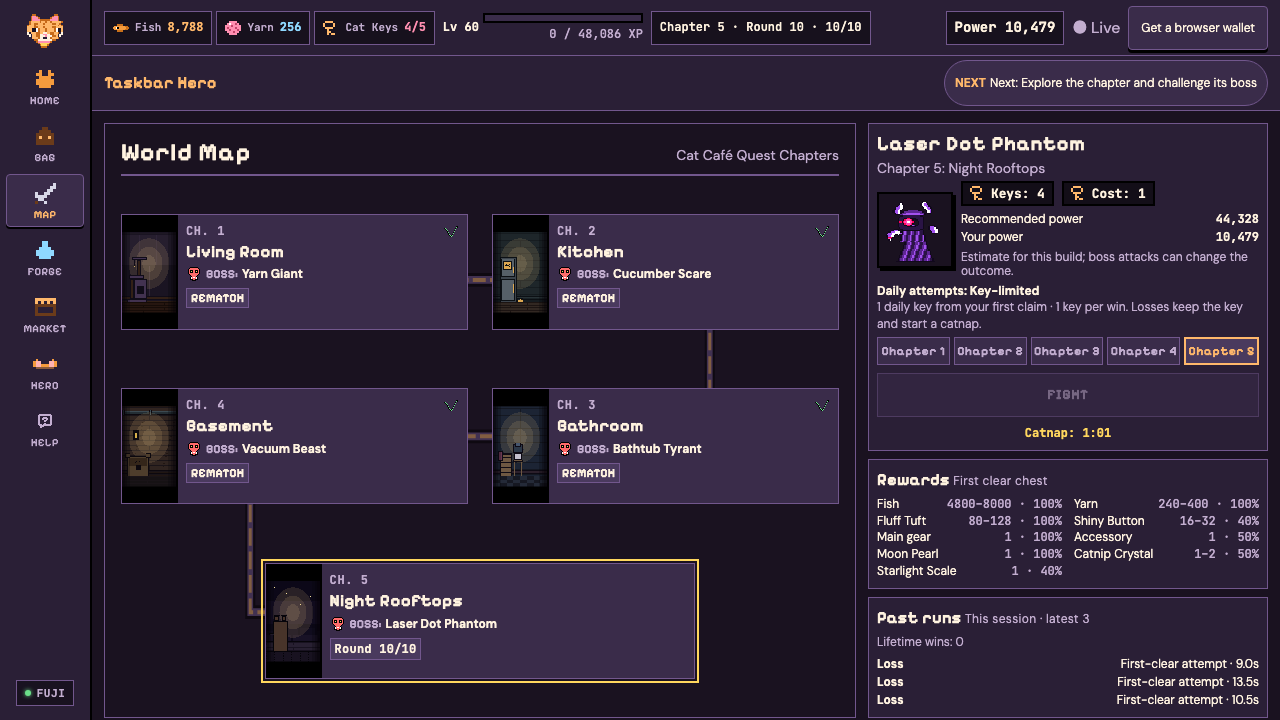 Fish 8,788
Yarn 256
Cat Keys 4/5
Lv 60
0 / 48,086 XP
Chapter 5 · Round 10 · 10/10
Power 10,479
Live
Get a browser wallet
HOME
BAG
MAP
FORGE
MARKET
HERO
HELP
FUJI
Taskbar Hero
NEXT Next: Explore the chapter and challenge its boss
World Map
Cat Café Quest Chapters
CH. 1
Living Room
BOSS: Yarn Giant
REMATCH
CH. 2
Kitchen
BOSS: Cucumber Scare
REMATCH
CH. 4
Basement
BOSS: Vacuum Beast
REMATCH
CH. 3
Bathroom
BOSS: Bathtub Tyrant
REMATCH
CH. 5
Night Rooftops
BOSS: Laser Dot Phantom
Round 10/10
Laser Dot Phantom
Chapter 5: Night Rooftops
Keys: 4
Cost: 1
Recommended power 44,328
Your power 10,479
Estimate for this build; boss attacks can change the
outcome.
Daily attempts: Key-limited
1 daily key from your first claim · 1 key per win. Losses keep the key
and start a catnap.
Chapter 1
Chapter 2
Chapter 3
Chapter 4
Chapter 5
FIGHT
Catnap: 1:01
Rewards First clear chest
Fish 4800–8000 · 100% Yarn 240–400 · 100%
Fluff Tuft 80–128 · 100% Shiny Button 16–32 · 40%
Main gear 1 · 100% Accessory 1 · 50%
Moon Pearl 1 · 100% Catnip Crystal 1–2 · 50%
Starlight Scale 1 · 40%
Past runs This session · latest 3
Lifetime wins: 0
Loss First-clear attempt · 9.0s
Loss First-clear attempt · 13.5s
Loss First-clear attempt · 10.5s